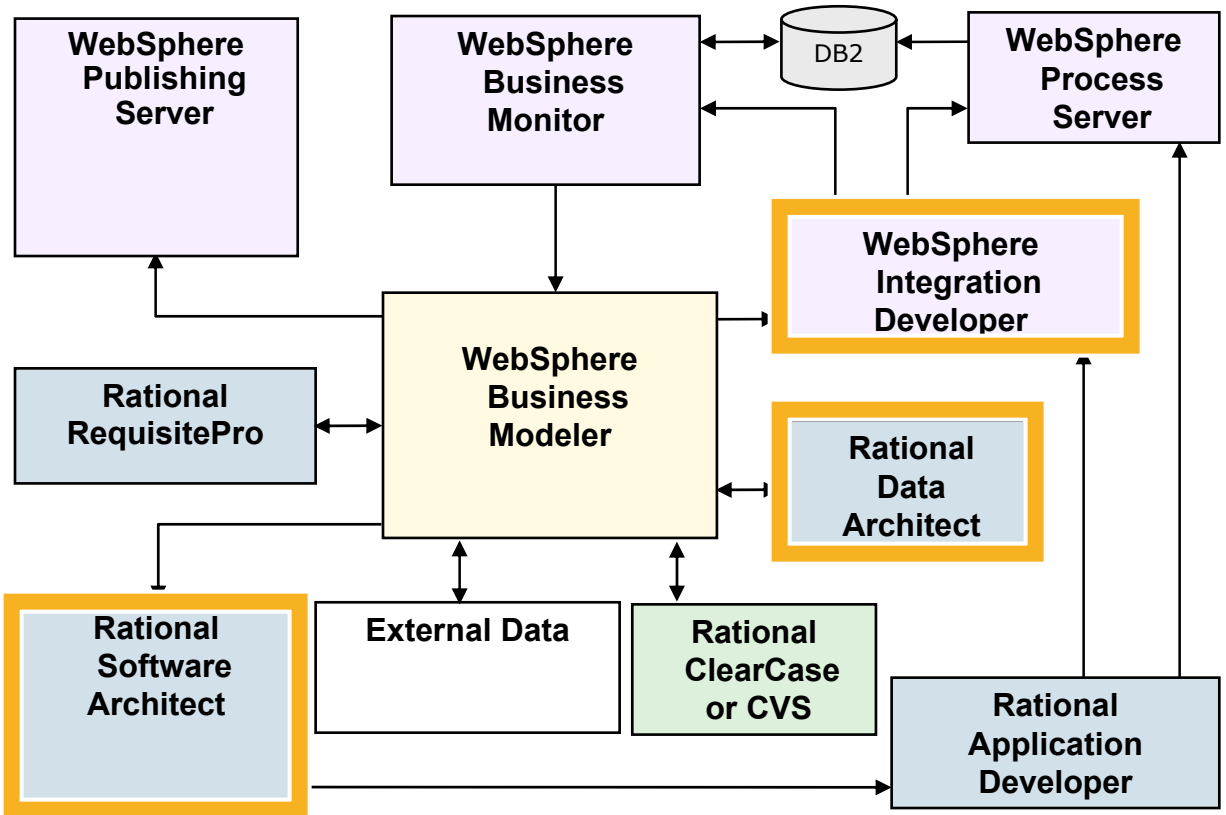 WebSphere
Publishing
Server
WebSphere
Business
Monitor
DB2
WebSphere
Process
Server
WebSphere
Integration
Developer
WebSphere
Business
Modeler
Rational
RequisitePro
Rational
Data
Architect
Rational
Software
Architect
External Data
Rational
ClearCase
or CVS
Rational
Application
Developer